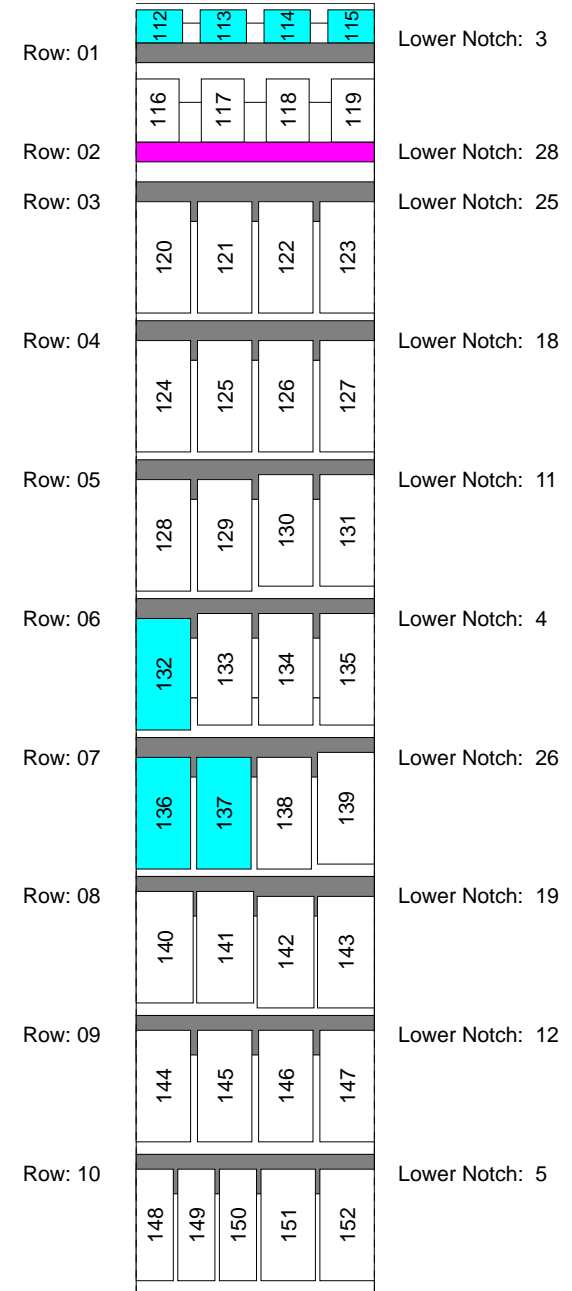 112 113 114 115
Row: 01 Lower Notch: 3
116 117 118 119
Row: 02 Lower Notch: 28
Row: 03 Lower Notch: 25
120 121 122 123
Row: 04 Lower Notch: 18
124 125 126 127
Row: 05 Lower Notch: 11
128 129 130 131
Row: 06 Lower Notch: 4
132 133 134 135
Row: 07 Lower Notch: 26
136 137 138 139
Row: 08 Lower Notch: 19
140 141 142 143
Row: 09 Lower Notch: 12
144 145 146 147
Row: 10 Lower Notch: 5
148 149 150 151 152